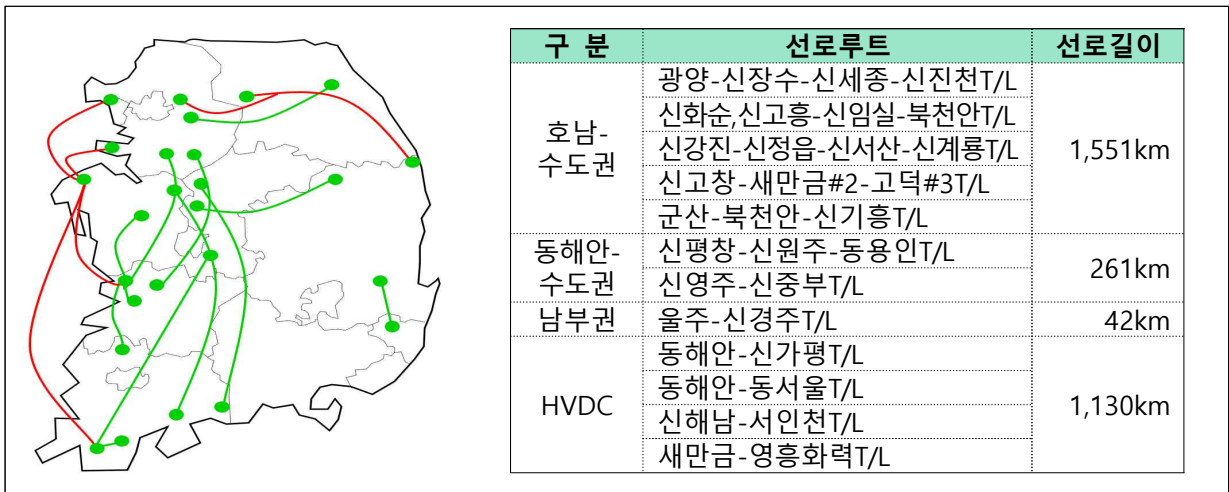 구 분 선로루트 선로길이
호남-수도권 광양-신장수-신세종-신진천T/L 1,551km
신화순,신고흥-신임실-북천안T/L
신강진-신정읍-신서산-신계룡T/L
신고창-새만금#2-고덕#3T/L
군산-북천안-신기흥T/L
동해안-수도권 신평창-신원주-동용인T/L 261km
신영주-신중부T/L
남부권 울주-신경주T/L 42km
HVDC 동해안-신가평T/L 1,130km
동해안-동서울T/L
신해남-서인천T/L
새만금-영흥화력T/L